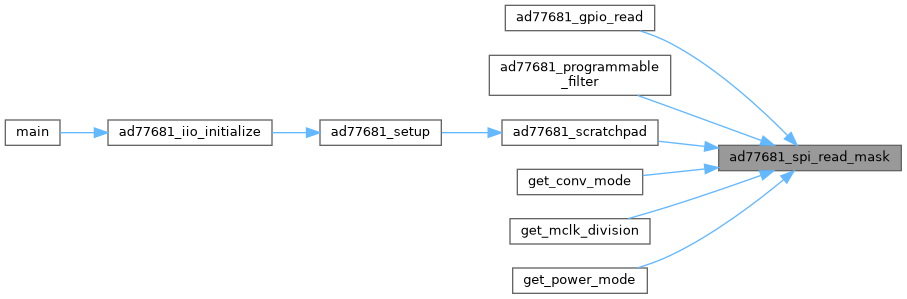 ad77681_gpio_read
ad77681_programmable
_filter
main
ad77681_iio_initialize
ad77681_setup
ad77681_scratchpad
ad77681_spi_read_mask
get_conv_mode
get_mclk_division
get_power_mode